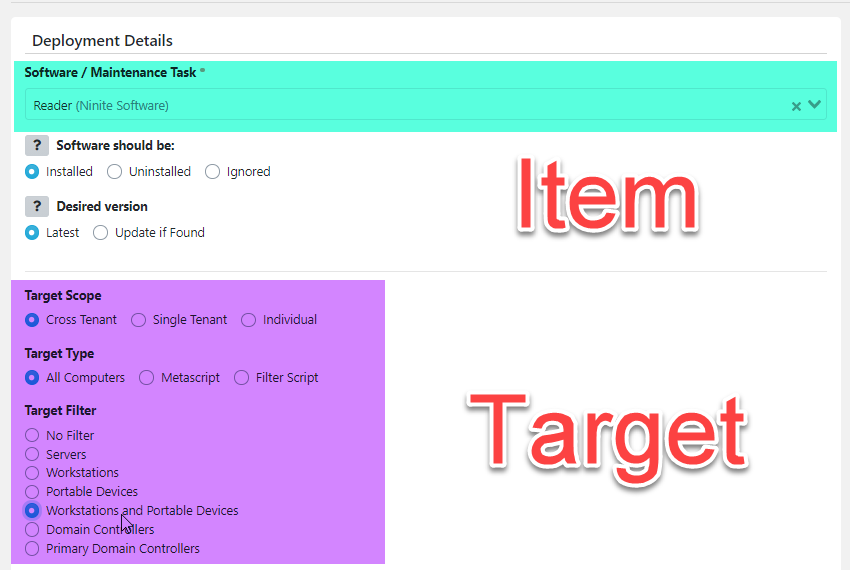 Deployment Details
Software / Maintenance Task *
Reader (Ninite Software)
? Software should be:
Installed Uninstalled Ignored
Item
? Desired version
Latest Update if Found
Target Scope
Cross Tenant Single Tenant Individual
Target Type
All Computers Metascript Filter Script
Target
Target Filter
No Filter
Servers
Workstations
Portable Devices
Workstations and Portable Devices
Domain Controllers
Primary Domain Controllers